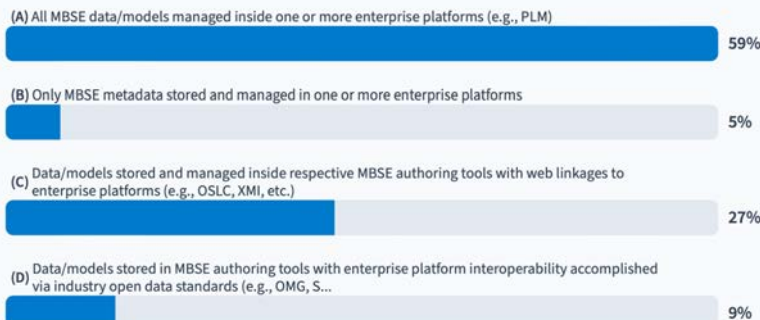 (A) All MBSE data/models managed inside one or more enterprise platforms (e.g., PLM)
59%
(B) Only MBSE metadata stored and managed in one or more enterprise platforms
5%
(C) Data/models stored and managed inside respective MBSE authoring tools with web linkages to
enterprise platforms (e.g., OSLC, XMI, etc.)
27%
(D) Data/models stored in MBSE authoring tools with enterprise platform interoperability accomplished
via industry open data standards (e.g., OMG, S...
9%